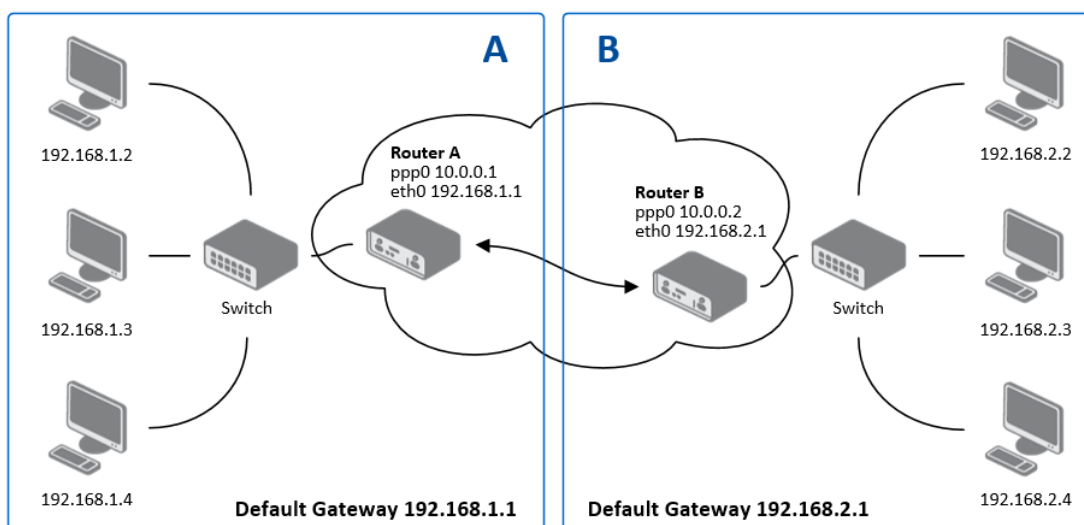 A
B
192.168.1.2
192.168.2.2
Router A
ppp0 10.0.0.1
eth0 192.168.1.1
Router B
ppp0 10.0.0.2
eth0 192.168.2.1
Switch
Switch
192.168.1.3
192.168.2.3
192.168.1.4
192.168.2.4
Default Gateway 192.168.1.1
Default Gateway 192.168.2.1